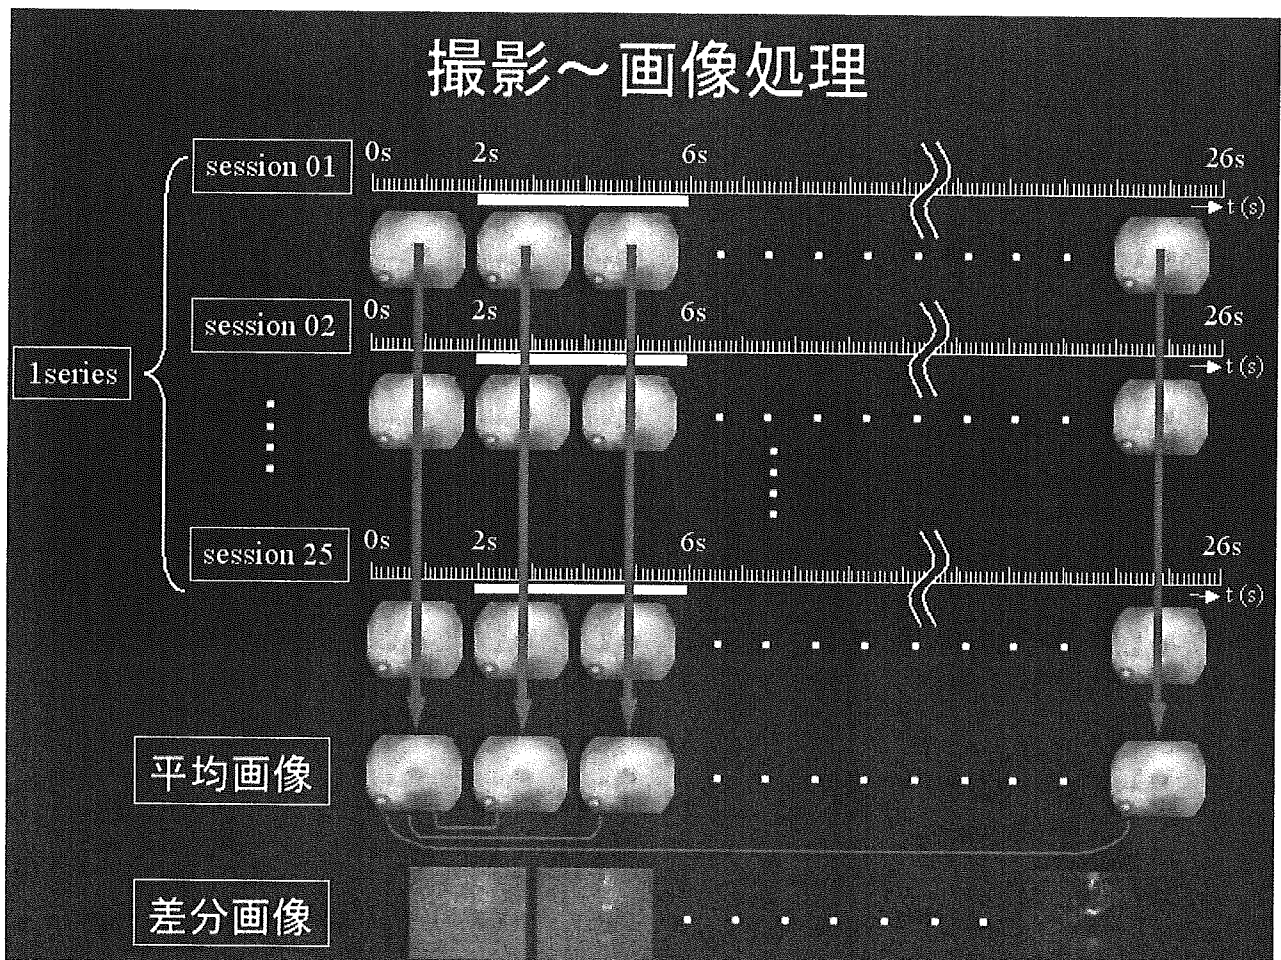 撮影～画像処理
session 01
0s 2s 6s 26s
t (s)
session 02
0s 2s 6s 26s
t (s)
1series
session 25
0s 2s 6s 26s
t (s)
平均画像
差分画像